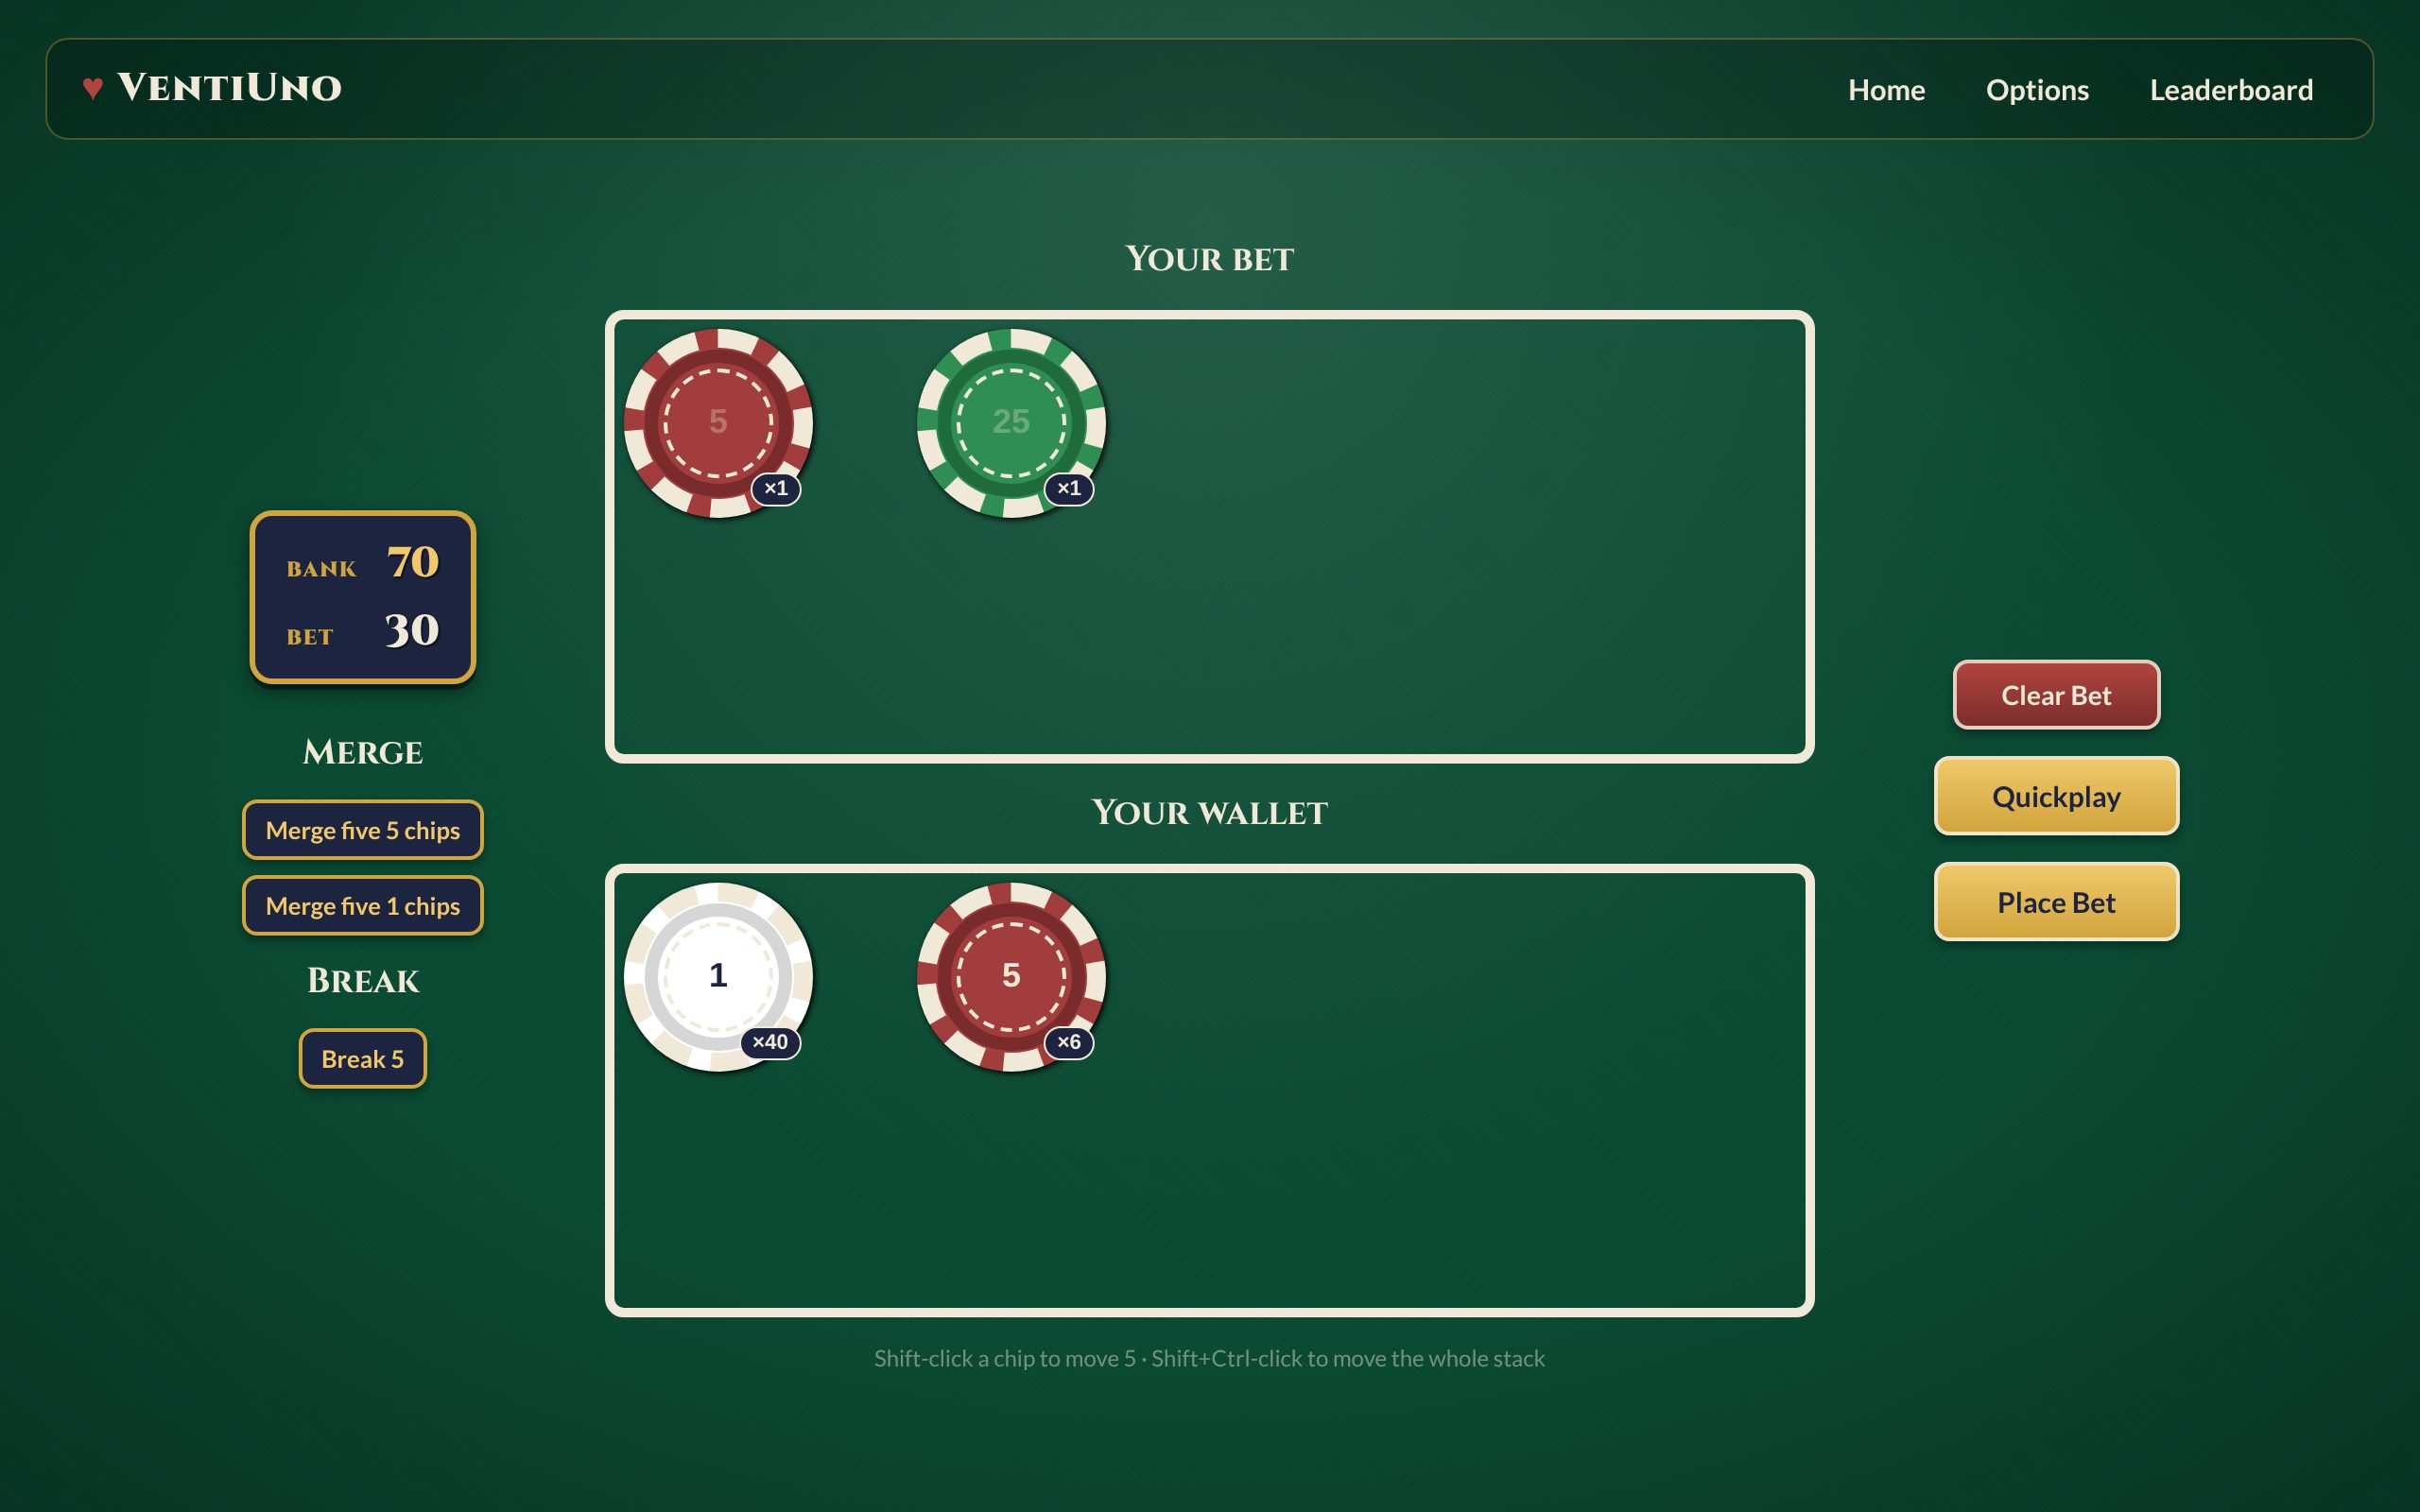 ♥ VentiUno
Home
Options
Leaderboard
Your bet
5
×1
25
×1
BANK 70
BET 30
Merge
Merge five 5 chips
Merge five 1 chips
Break
Break 5
Your wallet
1
×40
5
×6
Clear Bet
Quickplay
Place Bet
Shift-click a chip to move 5 · Shift+Ctrl-click to move the whole stack